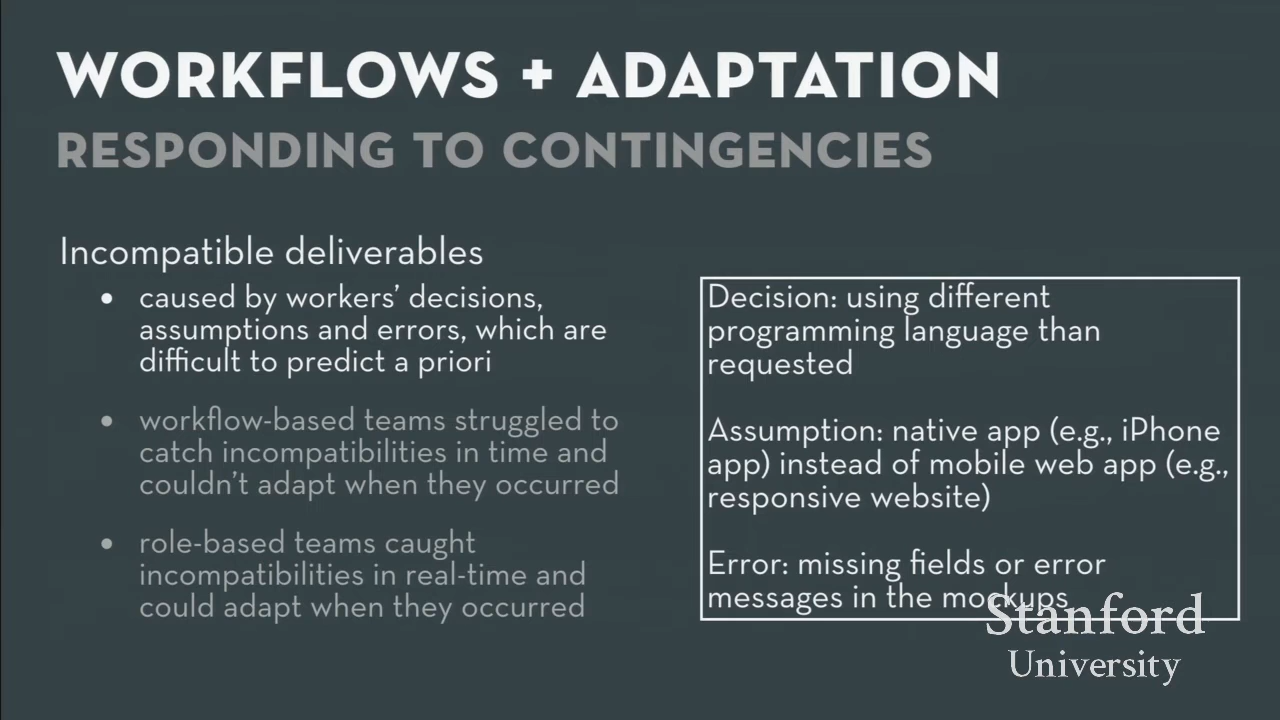 WORKFLOWS + ADAPTATION
RESPONDING TO CONTINGENCIES
Incompatible deliverables
• caused by workers’ decisions,
assumptions and errors, which are
difficult to predict a priori
• workflow-based teams struggled to
catch incompatibilities in time and
couldn’t adapt when they occurred
• role-based teams caught
incompatibilities in real-time and
could adapt when they occurred
Decision: using different
programming language than
requested
Assumption: native app (e.g., iPhone
app) instead of mobile web app (e.g.,
responsive website)
Error: missing fields or error
messages in the mockups
Stanford
University